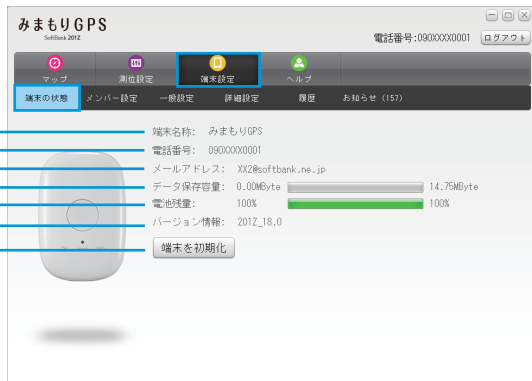 みまもりGPS
SoftBank 201Z
電話番号:090XXXX0001 ログアウト
マップ 測位設定 端末設定 ヘルプ
端末の状態 メンバー設定 一般設定 詳細設定 履歴 お知らせ (157)
端末名称: みまもりGPS
電話番号: 090XXXX0001
メールアドレス: XX2@softbank.ne.jp
データ保存容量: 0.00MByte 14.75MByte
電池残量: 100% 100%
バージョン情報: 201Z_18.0
端末を初期化